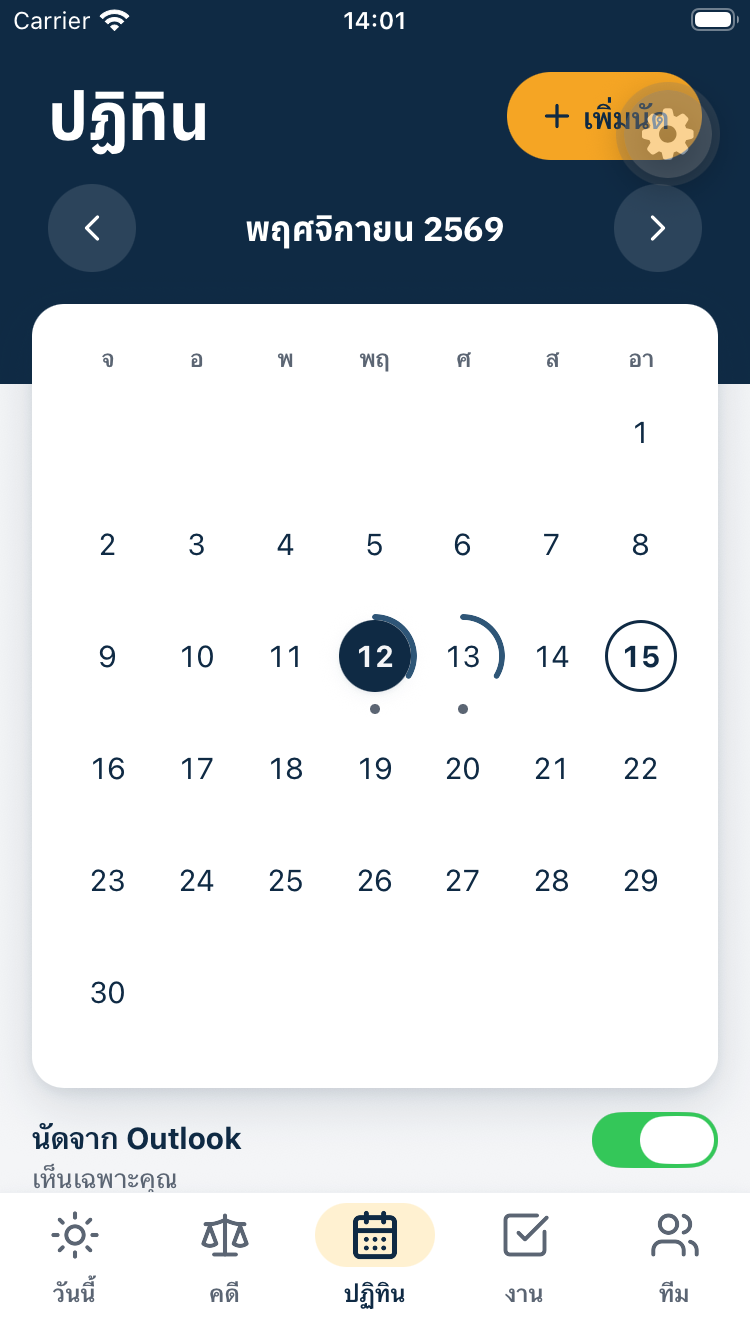 Carrier 14:01
ปฏิทิน
+ เพิ่มนัด
พฤศจิกายน 2569
จ อ พ พฤ ศ ส อา
1
2 3 4 5 6 7 8
9 10 11 12 13 14 15
16 17 18 19 20 21 22
23 24 25 26 27 28 29
30
นัดจาก Outlook
เห็นเฉพาะคุณ
วันนี้ คดี ปฏิทิน งาน ทีม